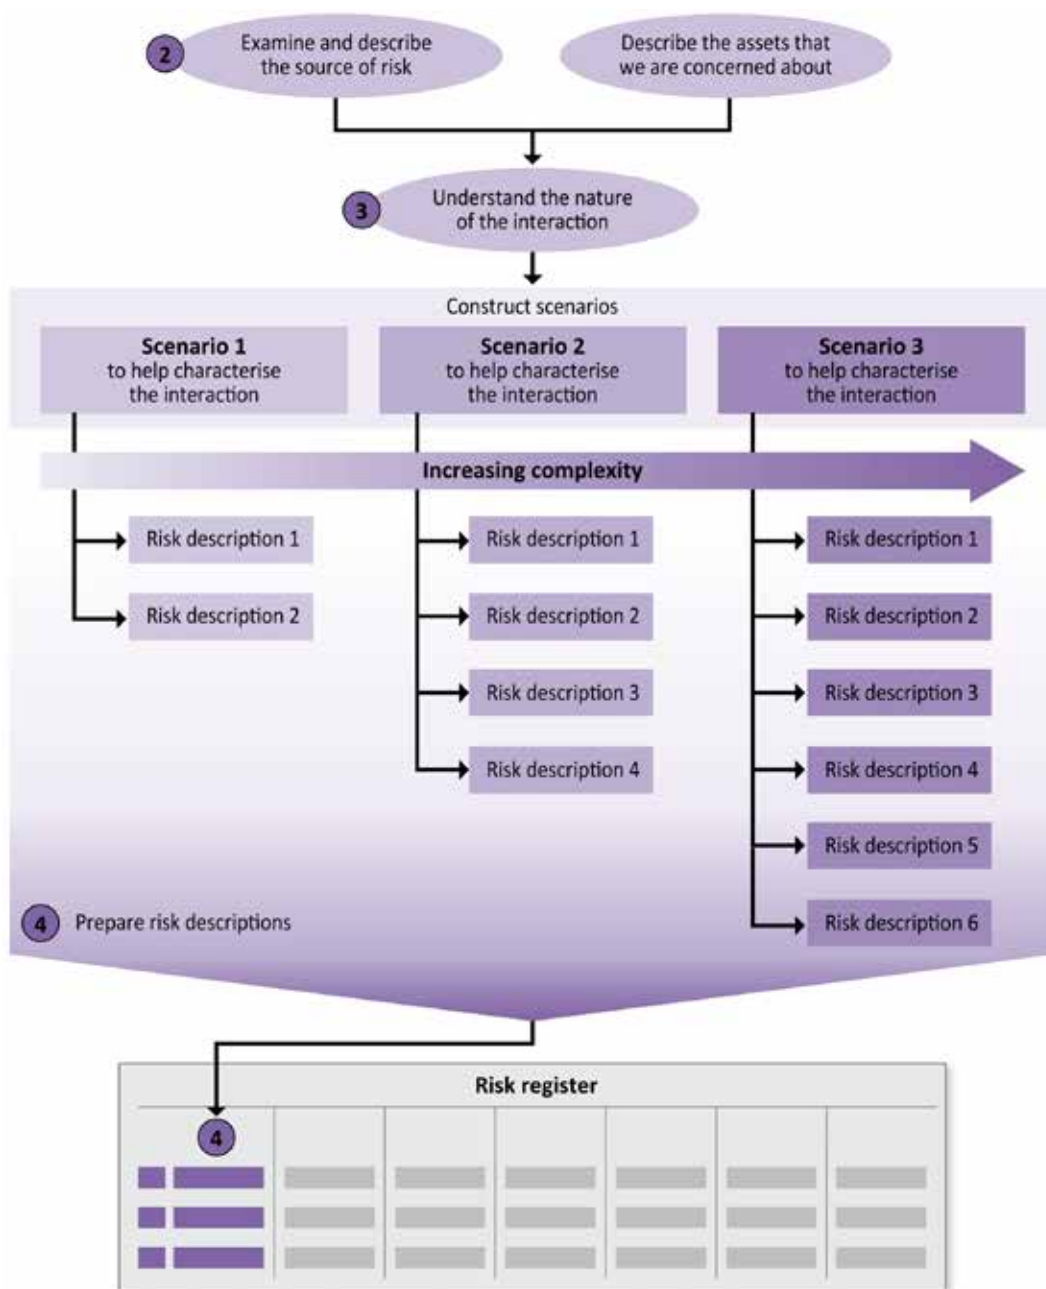 2
Examine and describe
the source of risk
Describe the assets that
we are concerned about
3
Understand the nature
of the interaction
Construct scenarios
Scenario 1
to help characterise
the interaction
Scenario 2
to help characterise
the interaction
Scenario 3
to help characterise
the interaction
Increasing complexity
Risk description 1
Risk description 2
Risk description 1
Risk description 2
Risk description 3
Risk description 4
Risk description 1
Risk description 2
Risk description 3
Risk description 4
Risk description 5
Risk description 6
4
Prepare risk descriptions
Risk register
4